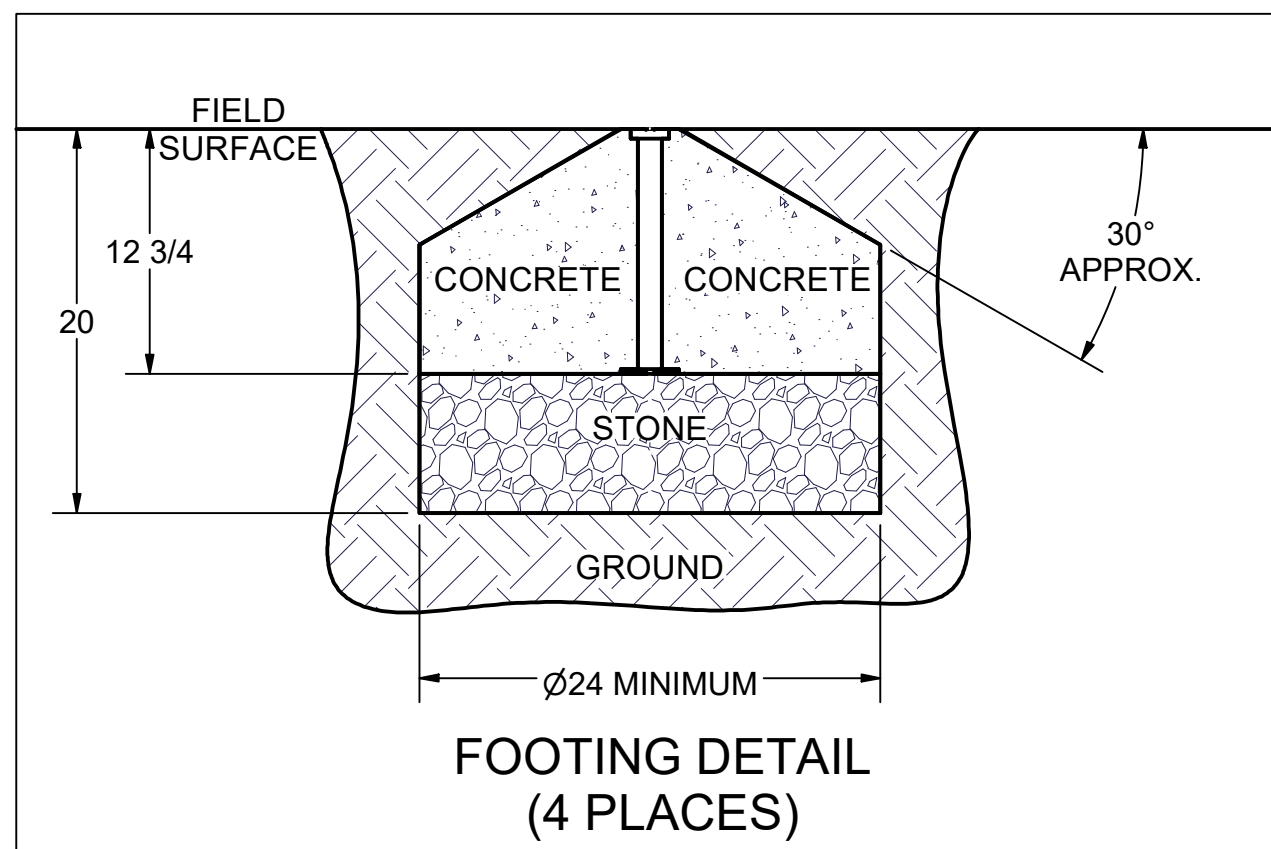 FIELD
SURFACE
12 3/4
20
30°
APPROX.
CONCRETE
CONCRETE
STONE
GROUND
Ø24 MINIMUM
FOOTING DETAIL
(4 PLACES)